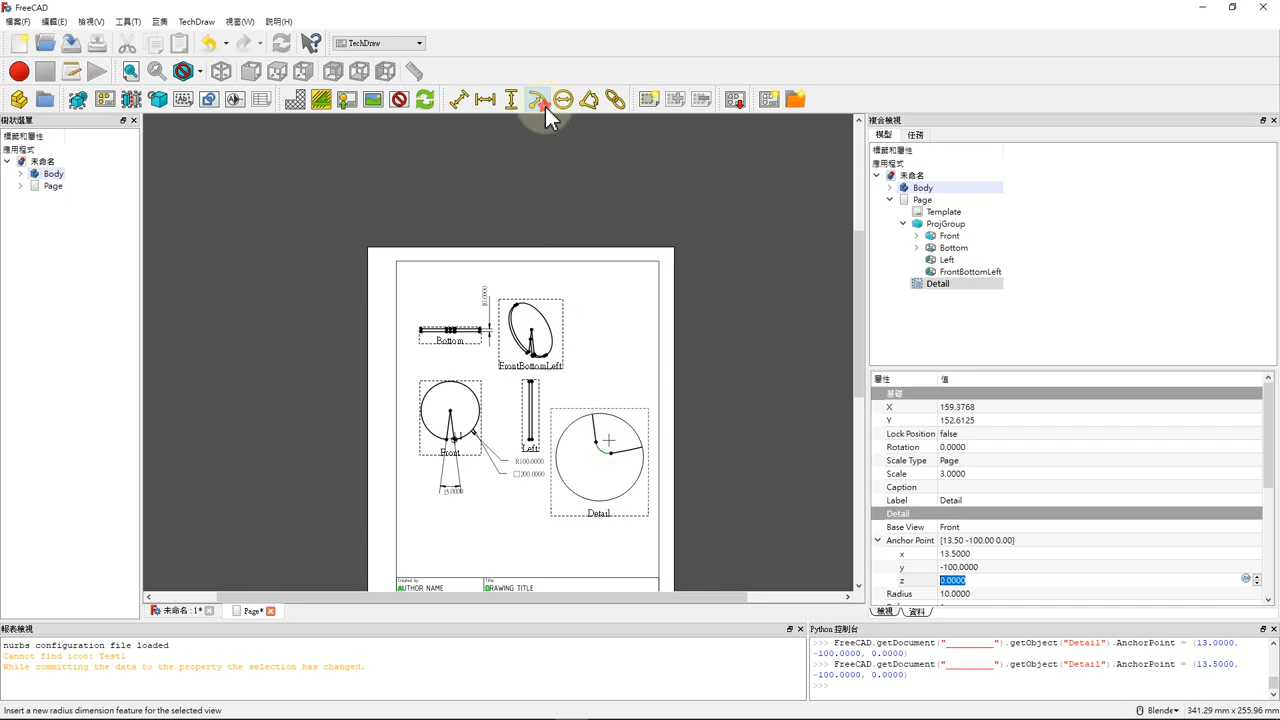 FreeCAD
檔案(F) 編輯(E) 檢視(V) 工具(T) 巨集 TechDraw 視窗(W) 說明(H)
TechDraw
樹狀選單
標籤和屬性
應用程式
未命名
Body
Page
10.0000
Bottom
FrontBottomLeft
Front
Left
R100.0000
200.0000
15.0000
Detail
Created by
AUTHOR NAME
Title
DRAWING TITLE
未命名 : 1*
Page*
複合檢視
模型 任務
標籤和屬性
應用程式
未命名
Body
Page
Template
ProjGroup
Front
Bottom
Left
FrontBottomLeft
Detail
屬性 值
基礎
X 159.3768
Y 152.6125
Lock Position false
Rotation 0.0000
Scale Type Page
Scale 3.0000
Caption
Label Detail
Detail
Base View Front
Anchor Point [13.50 -100.00 0.00]
x 13.5000
y -100.0000
z 0.0000
Radius 10.0000
檢視 資料
報表檢視
nurbs configuration file loaded
Cannot find icon: Test1
While committing the data to the property the selection has changed.
Python 控制台
>>> FreeCAD.getDocument("__________").getObject("Detail").AnchorPoint = (13.0000,
-100.0000, 0.0000)
>>> FreeCAD.getDocument("__________").getObject("Detail").AnchorPoint = (13.5000,
-100.0000, 0.0000)
>>>
Insert a new radius dimension feature for the selected view
Blende
341.29 mm x 255.96 mm